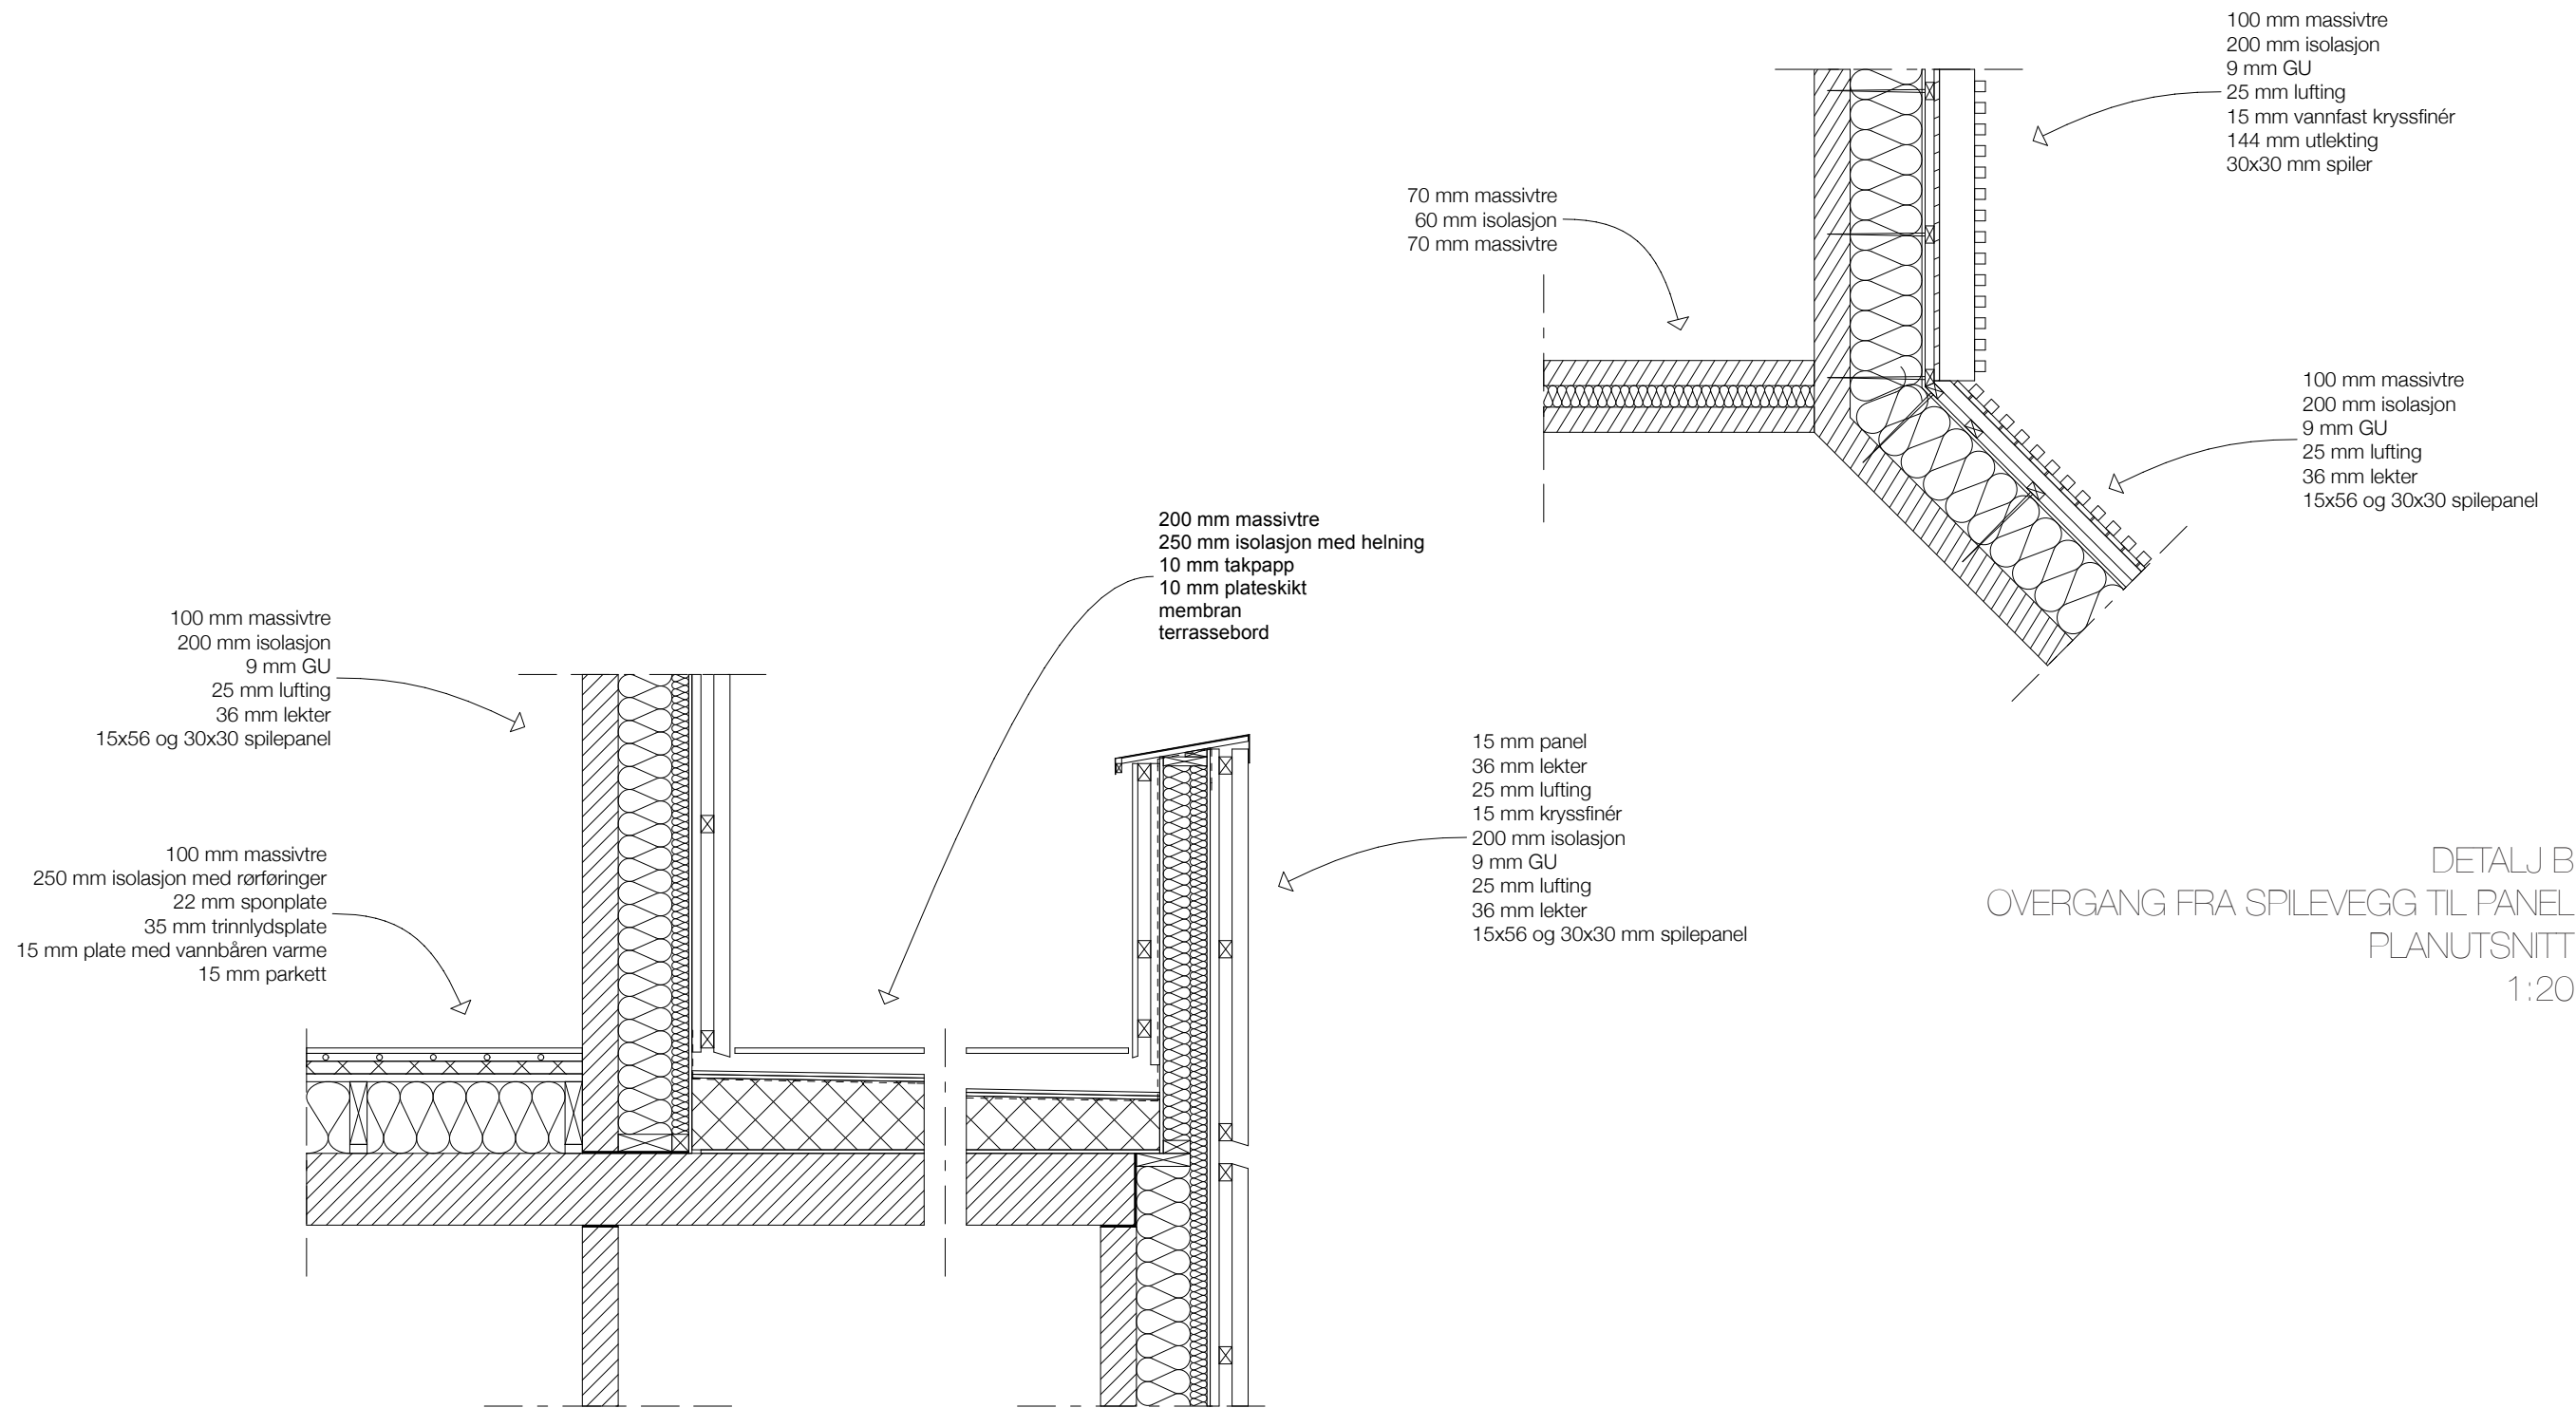 100 mm massivtre
200 mm isolasjon
9 mm GU
25 mm lufting
15 mm vannfast kryssfinér
144 mm utlekting
30x30 mm spiler
70 mm massivtre
60 mm isolasjon
70 mm massivtre
100 mm massivtre
200 mm isolasjon
9 mm GU
25 mm lufting
36 mm lekter
15x56 og 30x30 spilepanel
200 mm massivtre
250 mm isolasjon med helning
10 mm takpapp
10 mm plateskikt
membran
terrassebord
100 mm massivtre
200 mm isolasjon
9 mm GU
25 mm lufting
36 mm lekter
15x56 og 30x30 spilepanel
15 mm panel
36 mm lekter
25 mm lufting
15 mm kryssfinér
200 mm isolasjon
9 mm GU
25 mm lufting
36 mm lekter
15x56 og 30x30 mm spilepanel
100 mm massivtre
250 mm isolasjon med rørføringer
22 mm sponplate
35 mm trinnlydsplate
15 mm plate med vannbåren varme
15 mm parkett
DETALJ B
OVERGANG FRA SPILEVEGG TIL PANEL
PLANUTSNITT
1:20